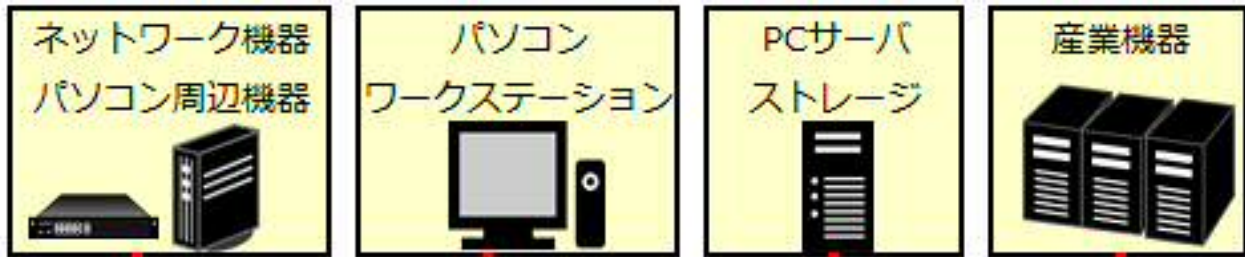 ネットワーク機器
パソコン周辺機器
パソコン
ワークステーション
PCサーバ
ストレージ
産業機器